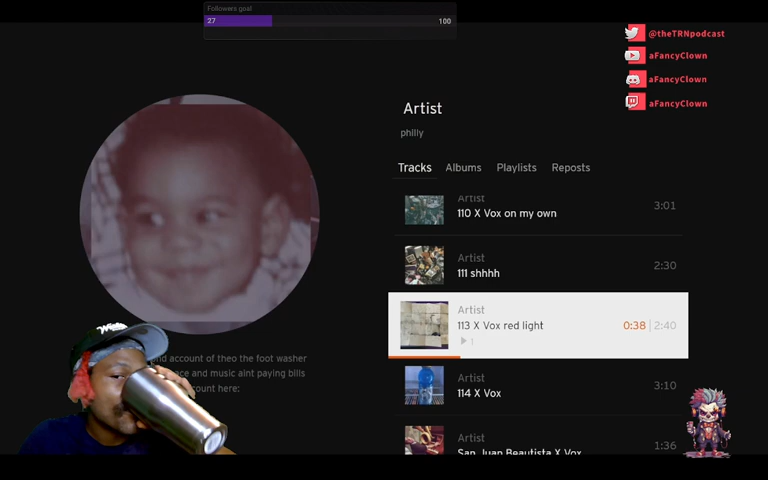 Followers goal
27 100
@theTRNpodcast
aFancyClown
aFancyClown
aFancyClown
Artist
philly
Tracks Albums Playlists Reposts
Artist
110 X Vox on my own 3:01
Artist
111 shhhh 2:30
Artist
113 X Vox red light 0:38 | 2:40
1
Artist
114 X Vox 3:10
Artist
San Juan Beautista X Vox 1:36
account of theo the foot washer
ace and music aint paying bills
count here: